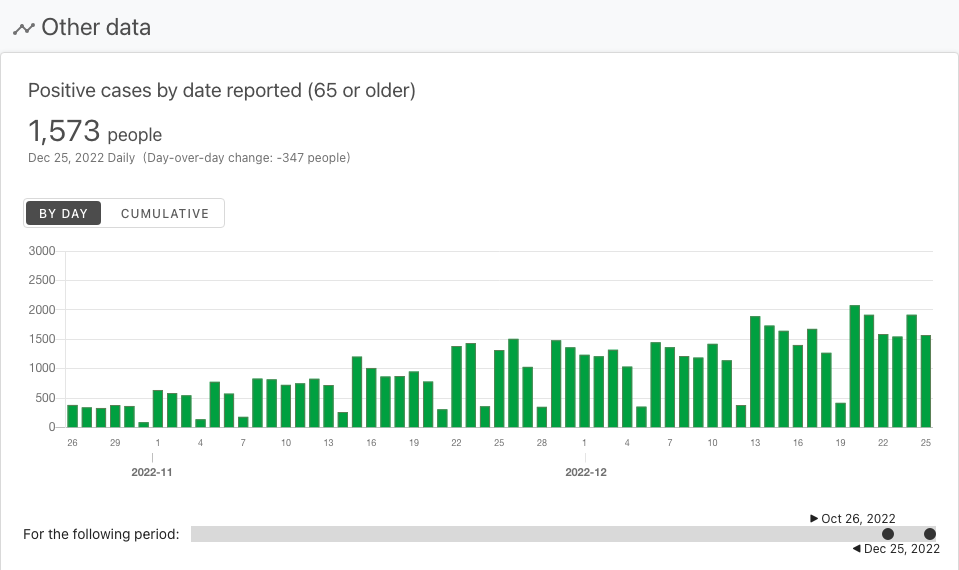 Other data
Positive cases by date reported (65 or older)
1,573 people
Dec 25, 2022 Daily (Day-over-day change: -347 people)
BY DAY CUMULATIVE
3000
2500
2000
1500
1000
500
0
26 29 1 4 7 10 13 16 19 22 25 28 1 4 7 10 13 16 19 22 25
2022-11 2022-12
▶ Oct 26, 2022
For the following period:
◀ Dec 25, 2022